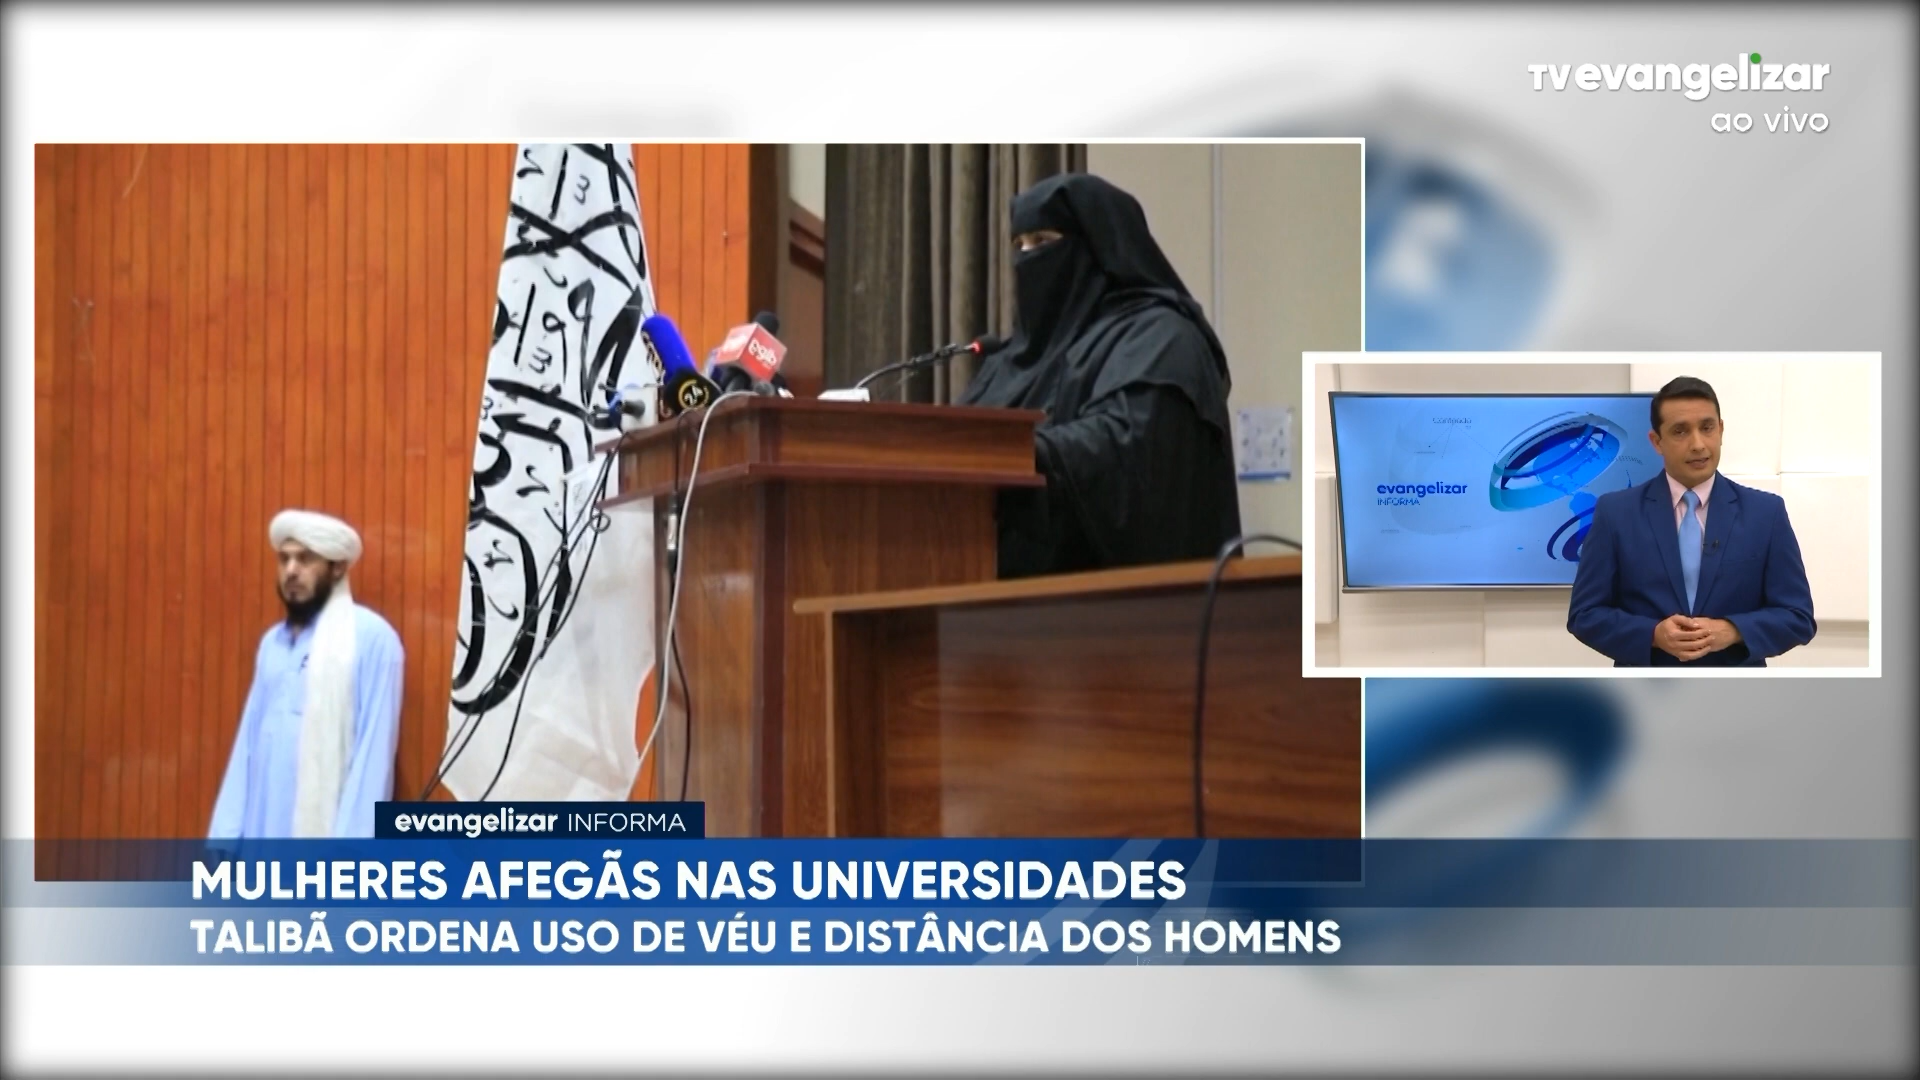 TVevangelizar
ao vivo
24
evangelizar
INFORMA
evangelizar INFORMA
MULHERES AFEGÃS NAS UNIVERSIDADES
TALIBÃ ORDENA USO DE VÉU E DISTÂNCIA DOS HOMENS